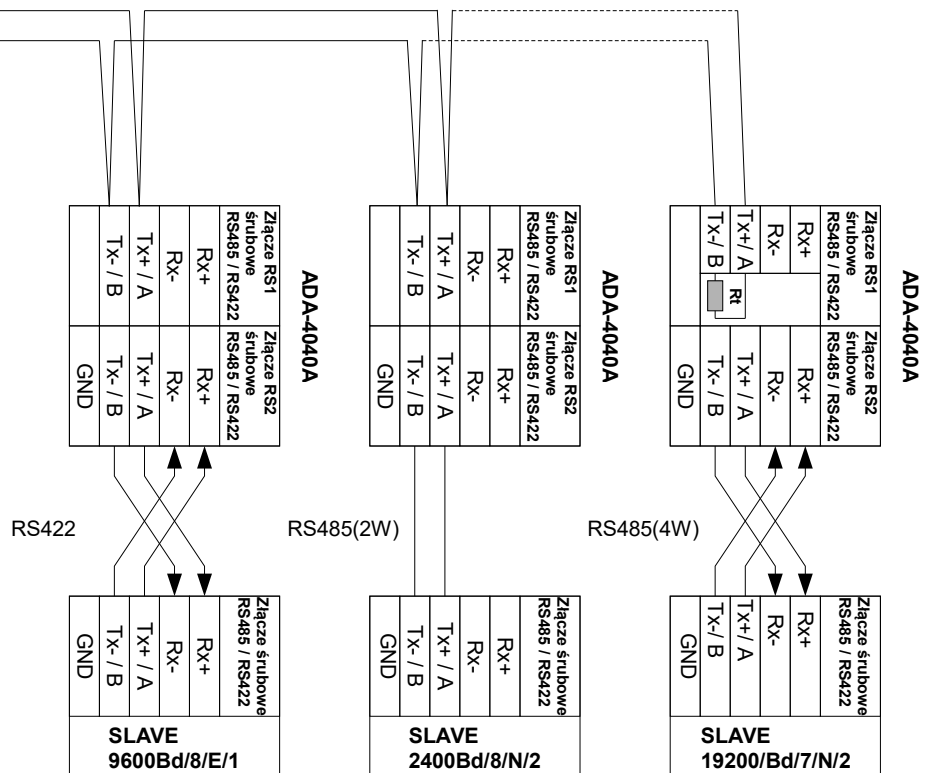 ADA-4040A
Złącze RS1
śrubowe
RS485 / RS422
Rx+
Rx-
Tx+ / A
Tx- / B
Złącze RS2
śrubowe
RS485 / RS422
Rx+
Rx-
Tx+ / A
Tx- / B
GND
RS422
Złącze śrubowe
RS485 / RS422
Rx+
Rx-
Tx+ / A
Tx- / B
GND
SLAVE
9600Bd/8/E/1
ADA-4040A
Złącze RS1
śrubowe
RS485 / RS422
Rx+
Rx-
Tx+ / A
Tx- / B
Złącze RS2
śrubowe
RS485 / RS422
Rx+
Rx-
Tx+ / A
Tx- / B
GND
RS485(2W)
Złącze śrubowe
RS485 / RS422
Rx+
Rx-
Tx+ / A
Tx- / B
GND
SLAVE
2400Bd/8/N/2
ADA-4040A
Złącze RS1
śrubowe
RS485 / RS422
Rx+
Rx-
Tx+/ A
Tx-/ B
Rt
Złącze RS2
śrubowe
RS485 / RS422
Rx+
Rx-
Tx+ / A
Tx- / B
GND
RS485(4W)
Złącze śrubowe
RS485 / RS422
Rx+
Rx-
Tx+/ A
Tx-/ B
GND
SLAVE
19200/Bd/7/N/2